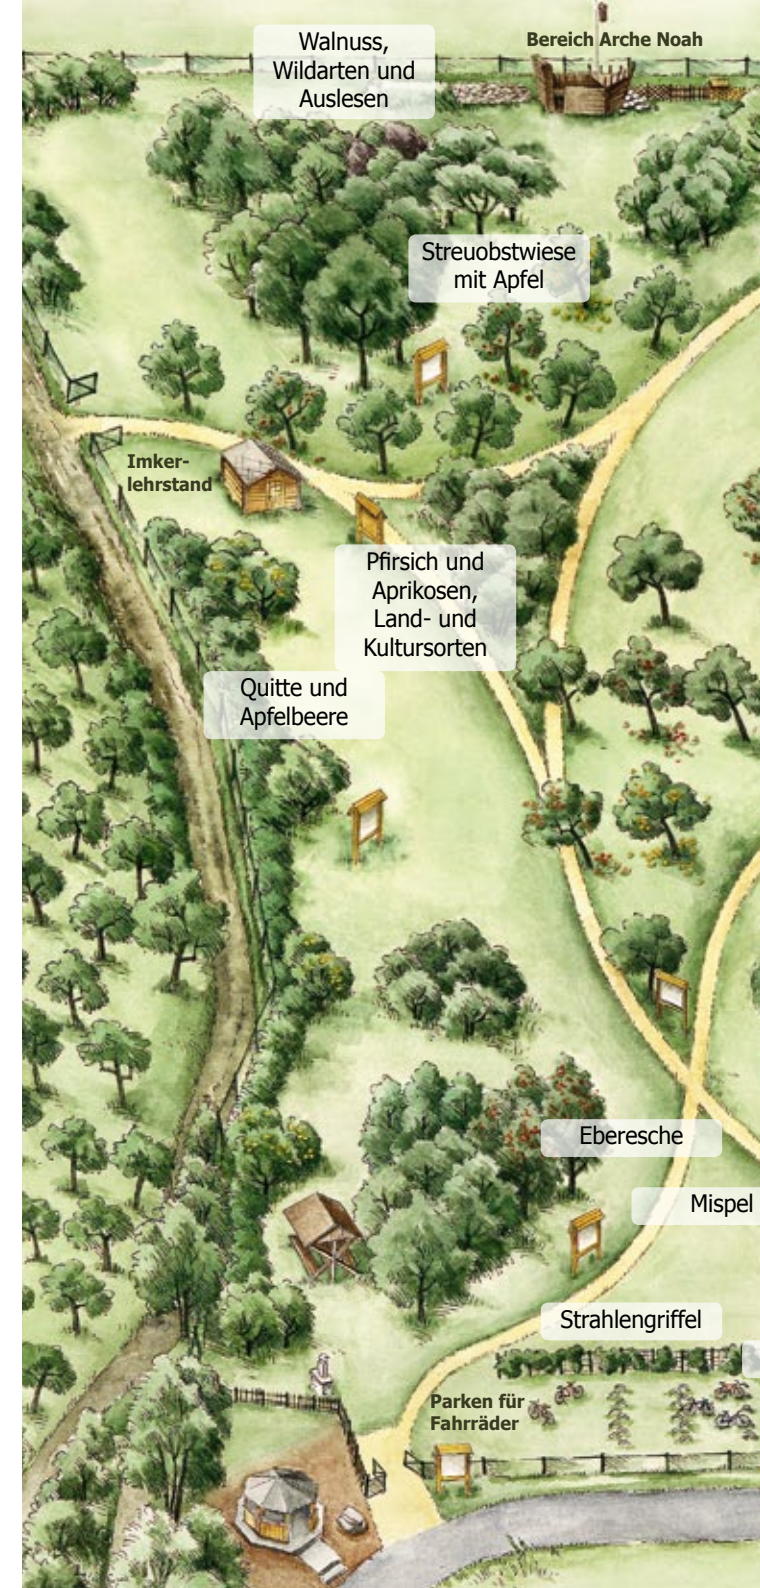 Walnuss,
Wildarten und
Auslesen
Bereich Arche Noah
Streuobstwiese
mit Apfel
Imker-
lehrstand
Pfirsich und
Aprikosen,
Land- und
Kultursorten
Quitte und
Apfelbeere
Eberesche
Mispel
Strahlengriffel
Parken für
Fahrräder